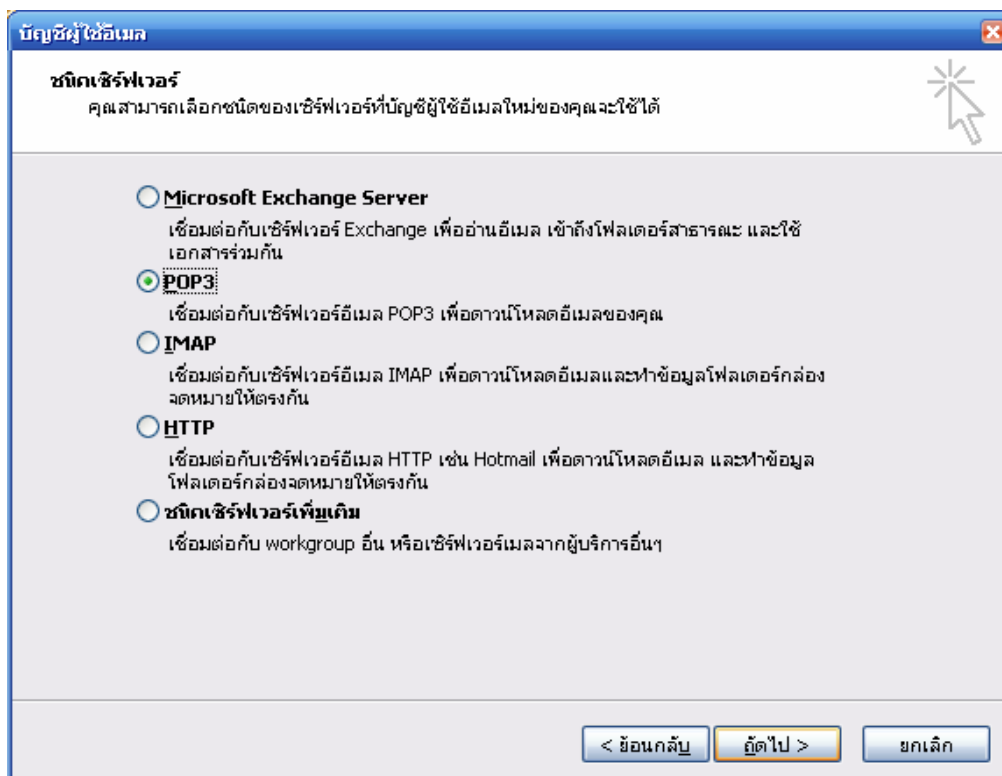 บัญชีผู้ใช้อีเมล
ชนิดเซิร์ฟเวอร์
คุณสามารถเลือกชนิดของเซิร์ฟเวอร์ที่บัญชีผู้ใช้อีเมลใหม่ของคุณจะใช้ได้
Microsoft Exchange Server
เชื่อมต่อกับเซิร์ฟเวอร์ Exchange เพื่ออ่านอีเมล เข้าถึงโฟลเดอร์สาธารณะ และใช้
เอกสารร่วมกัน
POP3
เชื่อมต่อกับเซิร์ฟเวอร์อีเมล POP3 เพื่อดาวน์โหลดอีเมลของคุณ
IMAP
เชื่อมต่อกับเซิร์ฟเวอร์อีเมล IMAP เพื่อดาวน์โหลดอีเมลและทำข้อมูลโฟลเดอร์กล่อง
จดหมายให้ตรงกัน
HTTP
เชื่อมต่อกับเซิร์ฟเวอร์อีเมล HTTP เช่น Hotmail เพื่อดาวน์โหลดอีเมล และทำข้อมูล
โฟลเดอร์กล่องจดหมายให้ตรงกัน
ชนิดเซิร์ฟเวอร์เพิ่มเติม
เชื่อมต่อกับ workgroup อื่น หรือเซิร์ฟเวอร์เมลจากผู้บริการอื่นๆ
< ย้อนกลับ ถัดไป > ยกเลิก